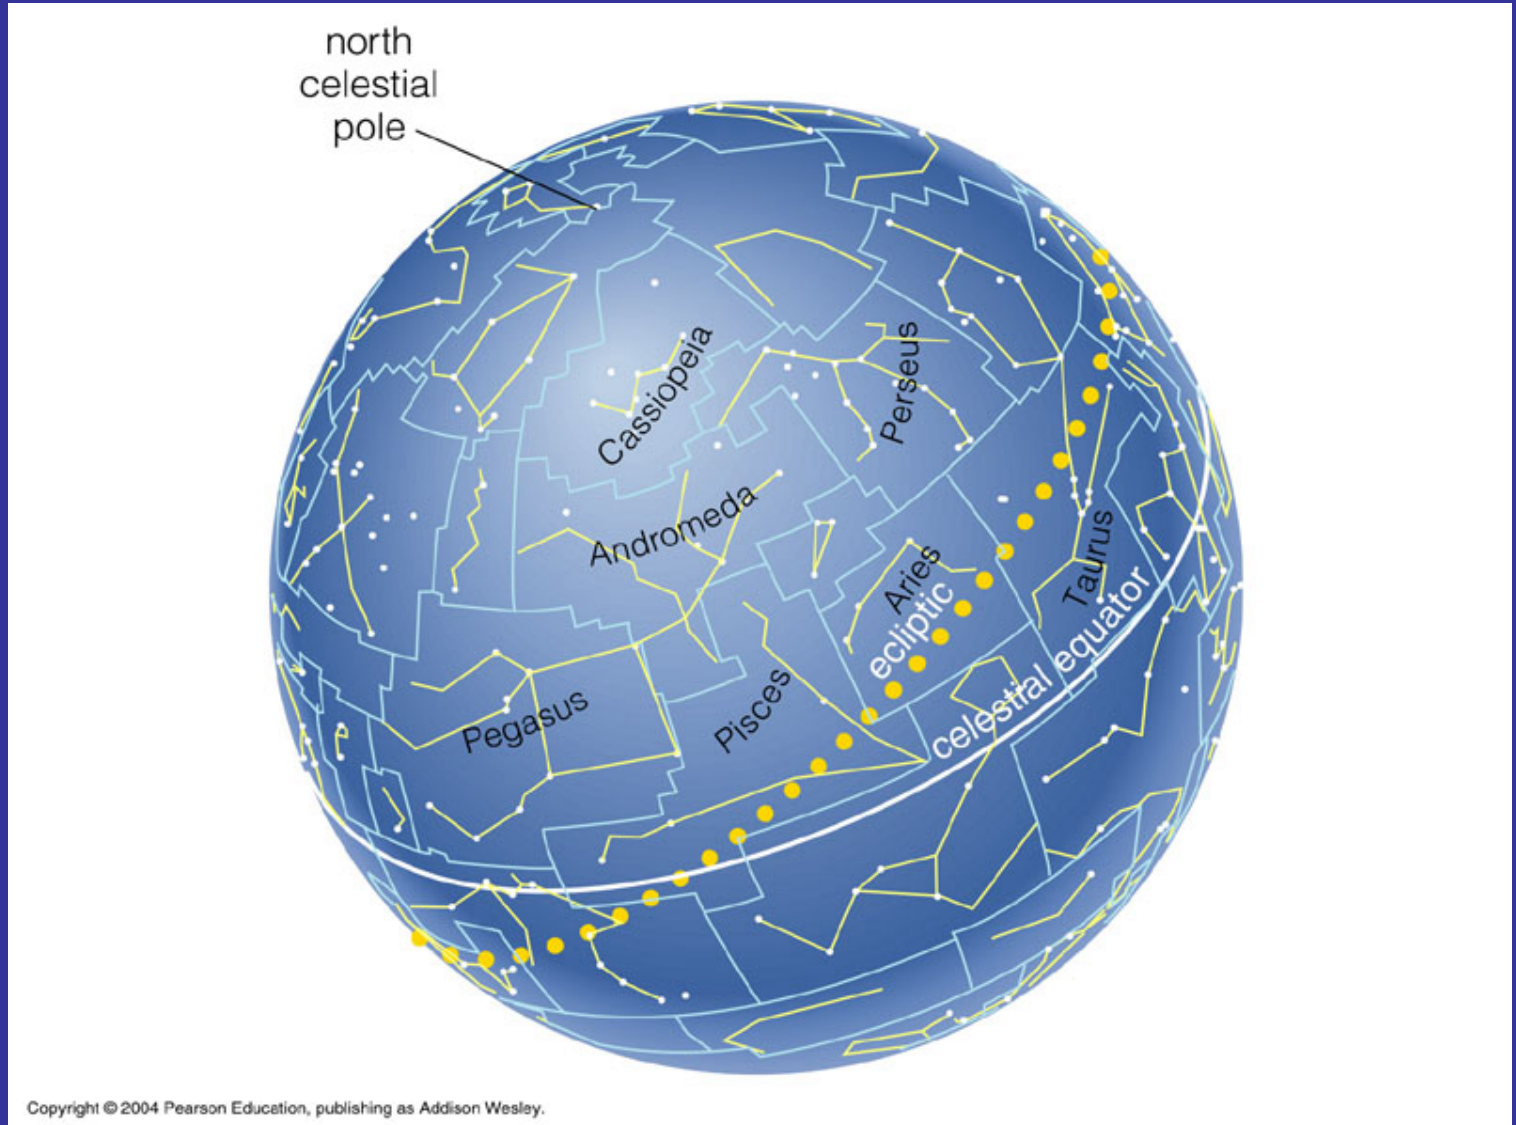 north
celestial
pole
Cassiopeia
Perseus
Andromeda
Aries
Taurus
ecliptic
Pisces
Pegasus
celestial equator
Copyright © 2004 Pearson Education, publishing as Addison Wesley.